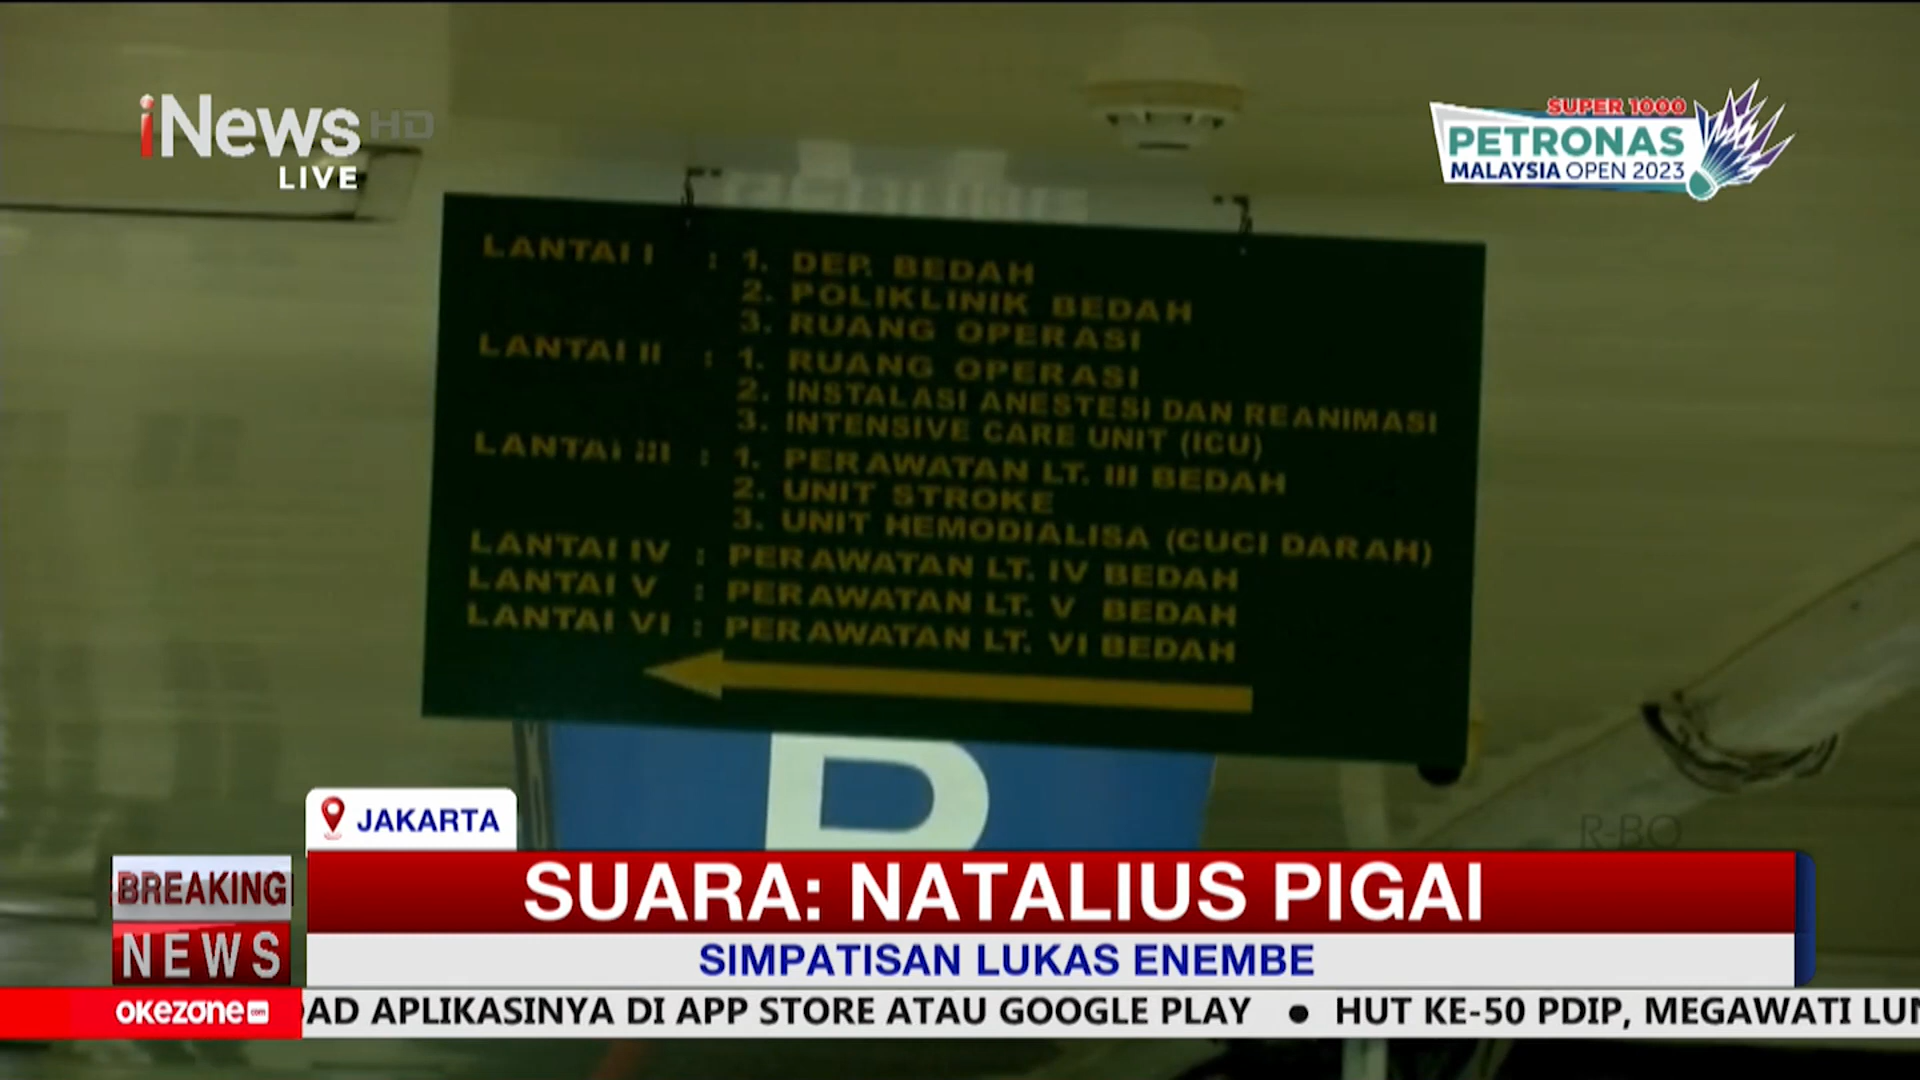 iNews HD
LIVE
SUPER 1000
PETRONAS
MALAYSIA OPEN 2023
LANTAI I : 1. DEP. BEDAH
2. POLIKLINIK BEDAH
3. RUANG OPERASI
LANTAI II : 1. RUANG OPERASI
2. INSTALASI ANESTESI DAN REANIMASI
3. INTENSIVE CARE UNIT (ICU)
LANTAI III : 1. PERAWATAN LT. III BEDAH
2. UNIT STROKE
3. UNIT HEMODIALISA (CUCI DARAH)
LANTAI IV : PERAWATAN LT. IV BEDAH
LANTAI V : PERAWATAN LT. V BEDAH
LANTAI VI : PERAWATAN LT. VI BEDAH
R-BO
JAKARTA
BREAKING
NEWS
SUARA: NATALIUS PIGAI
SIMPATISAN LUKAS ENEMBE
okezone.com
OAD APLIKASINYA DI APP STORE ATAU GOOGLE PLAY ● HUT KE-50 PDIP, MEGAWATI LUN